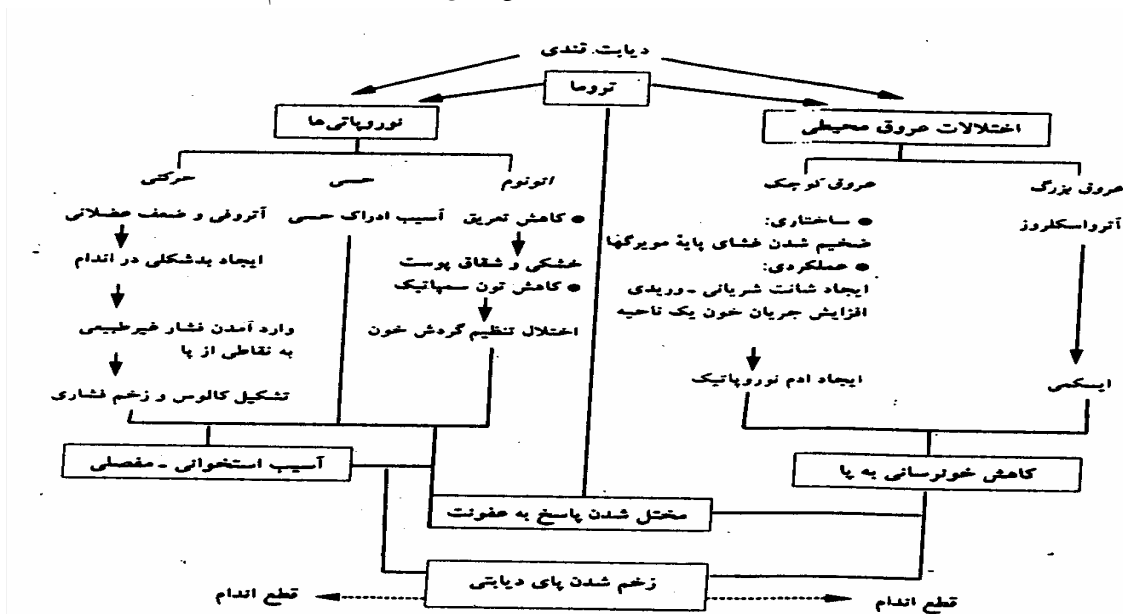 دیابت قندی
تروما
اختلالات عروق محیطی
نوروپاتی‌ها
عروق بزرگ
عروق کوچک
اتونوم
حسی
حرکتی
آترواسکلروز
● ساختاری:
ضخیم شدن غشای پایهٔ مویرگها
● عملکردی:
ایجاد شانت شریانی - وریدی
افزایش جریان خون یک ناحیه
● کاهش تعریق
خشکی و شقاق پوست
● کاهش تون سمپاتیک
اختلال تنظیم گردش خون
آسیب ادراک حسی
آتروفی و ضعف عضلانی
ایجاد بدشکلی در اندام
وارد آمدن فشار غیرطبیعی
به نقاطی از پا
تشکیل کالوس و زخم فشاری
ایسکمی
ایجاد ادم نوروپاتیک
کاهش خونرسانی به پا
آسیب استخوانی - مفصلی
مختل شدن پاسخ به عفونت
زخم شدن پای دیابتی
قطع اندام
قطع اندام